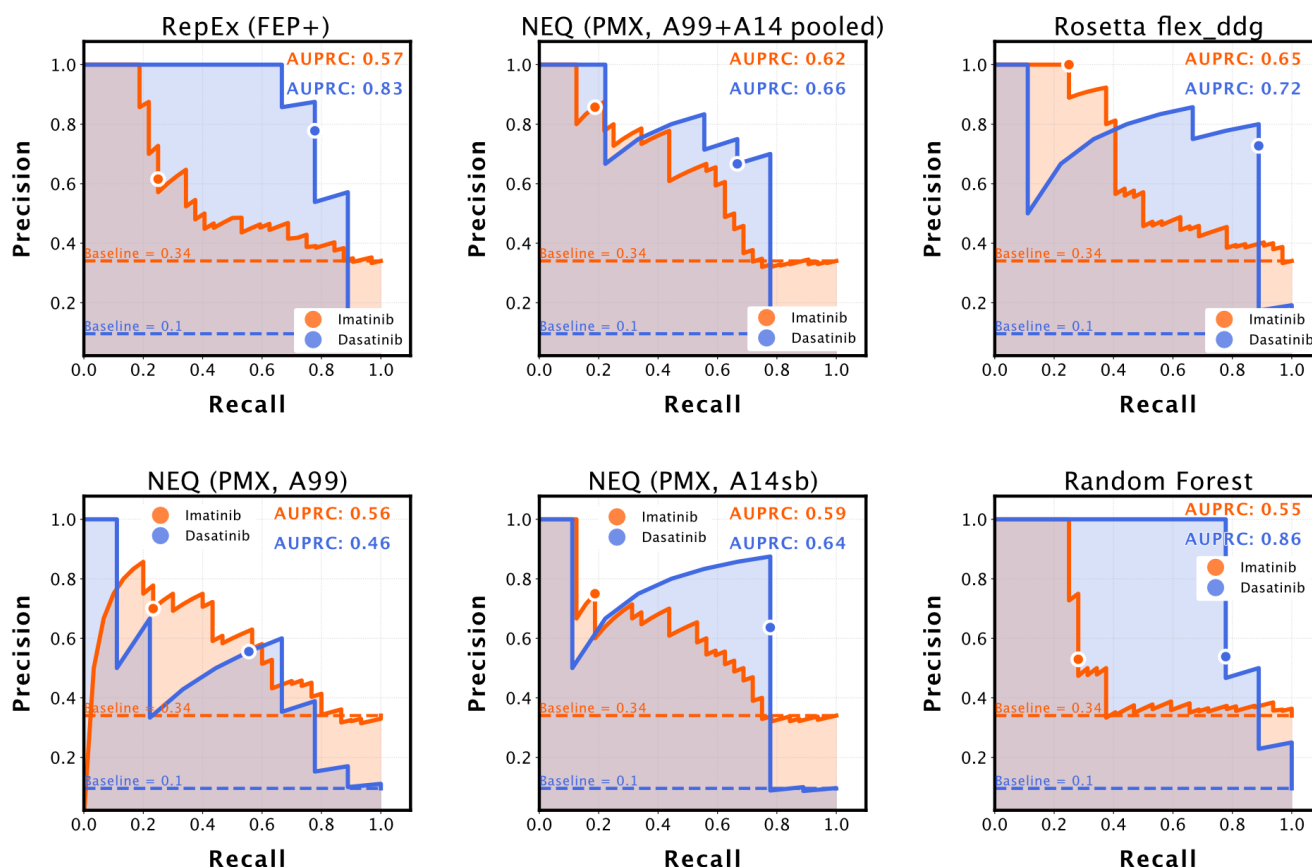 RepEx (FEP+)
AUPRC: 0.57
AUPRC: 0.83
1.0
0.8
0.6
0.4
0.2
Precision
Baseline = 0.34
Baseline = 0.1
Imatinib
Dasatinib
0.0 0.2 0.4 0.6 0.8 1.0
Recall
NEQ (PMX, A99+A14 pooled)
AUPRC: 0.62
AUPRC: 0.66
1.0
0.8
0.6
0.4
0.2
Precision
Baseline = 0.34
Baseline = 0.1
Imatinib
Dasatinib
0.0 0.2 0.4 0.6 0.8 1.0
Recall
Rosetta flex_ddg
AUPRC: 0.65
AUPRC: 0.72
1.0
0.8
0.6
0.4
0.2
Precision
Baseline = 0.34
Baseline = 0.1
Imatinib
Dasatinib
0.0 0.2 0.4 0.6 0.8 1.0
Recall
NEQ (PMX, A99)
Imatinib
Dasatinib
AUPRC: 0.56
AUPRC: 0.46
1.0
0.8
0.6
0.4
0.2
Precision
Baseline = 0.34
Baseline = 0.1
0.0 0.2 0.4 0.6 0.8 1.0
Recall
NEQ (PMX, A14sb)
Imatinib
Dasatinib
AUPRC: 0.59
AUPRC: 0.64
1.0
0.8
0.6
0.4
0.2
Precision
Baseline = 0.34
Baseline = 0.1
0.0 0.2 0.4 0.6 0.8 1.0
Recall
Random Forest
AUPRC: 0.55
AUPRC: 0.86
Imatinib
Dasatinib
1.0
0.8
0.6
0.4
0.2
Precision
Baseline = 0.34
Baseline = 0.1
0.0 0.2 0.4 0.6 0.8 1.0
Recall